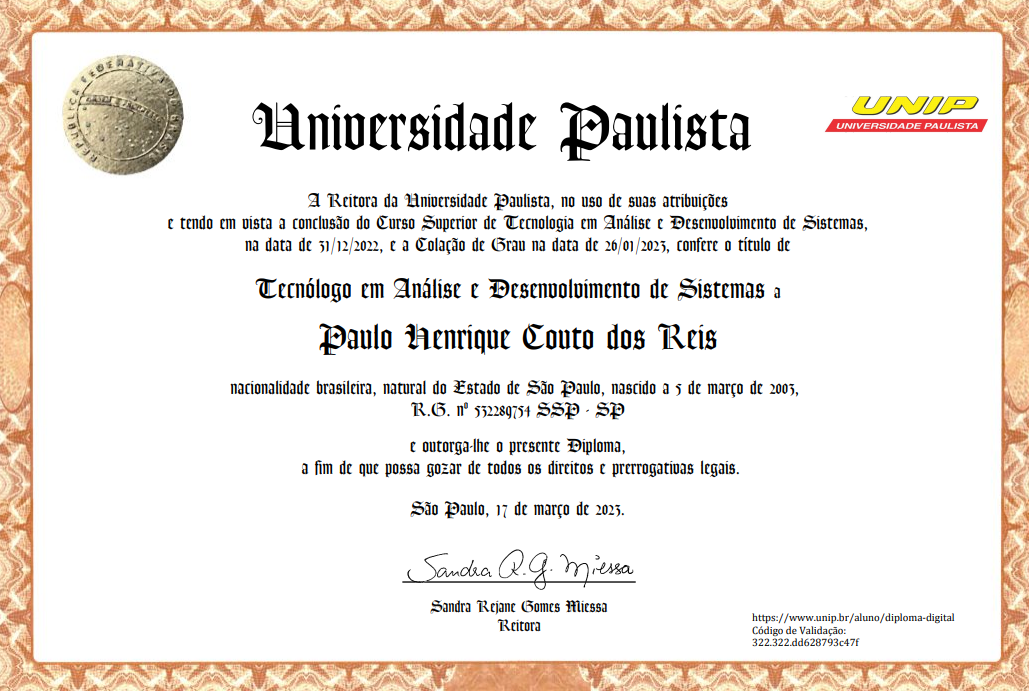 REPÚBLICA FEDERATIVA DO BRASIL
Universidade Paulista
UNIP
UNIVERSIDADE PAULISTA
A Reitora da Universidade Paulista, no uso de suas atribuições
e tendo em vista a conclusão do Curso Superior de Tecnologia em Análise e Desenvolvimento de Sistemas,
na data de 31/12/2022, e a Colação de Grau na data de 26/01/2023, confere o título de
Tecnólogo em Análise e Desenvolvimento de Sistemas a
Paulo Henrique Couto dos Reis
nacionalidade brasileira, natural do Estado de São Paulo, nascido a 5 de março de 2003,
R.G. nº 532289754 SSP - SP
e outorga-lhe o presente Diploma,
a fim de que possa gozar de todos os direitos e prerrogativas legais.
São Paulo, 17 de março de 2023.
Sandra R. G. Miessa
Sandra Rejane Gomes Miessa
Reitora
https://www.unip.br/aluno/diploma-digital
Código de Validação:
322.322.dd628793c47f